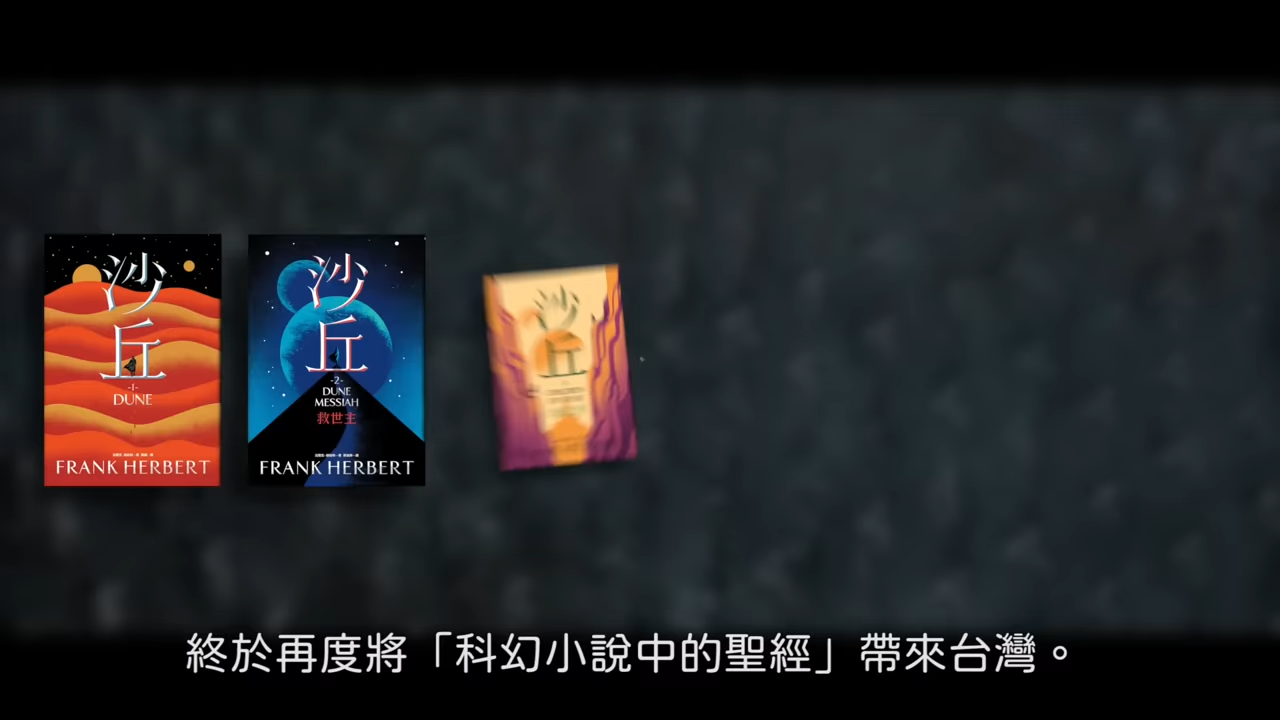 沙
丘
-1-
DUNE
FRANK HERBERT
沙
丘
-2-
DUNE
MESSIAH
救世主
FRANK HERBERT
沙
丘
終於再度將「科幻小說中的聖經」帶來台灣。